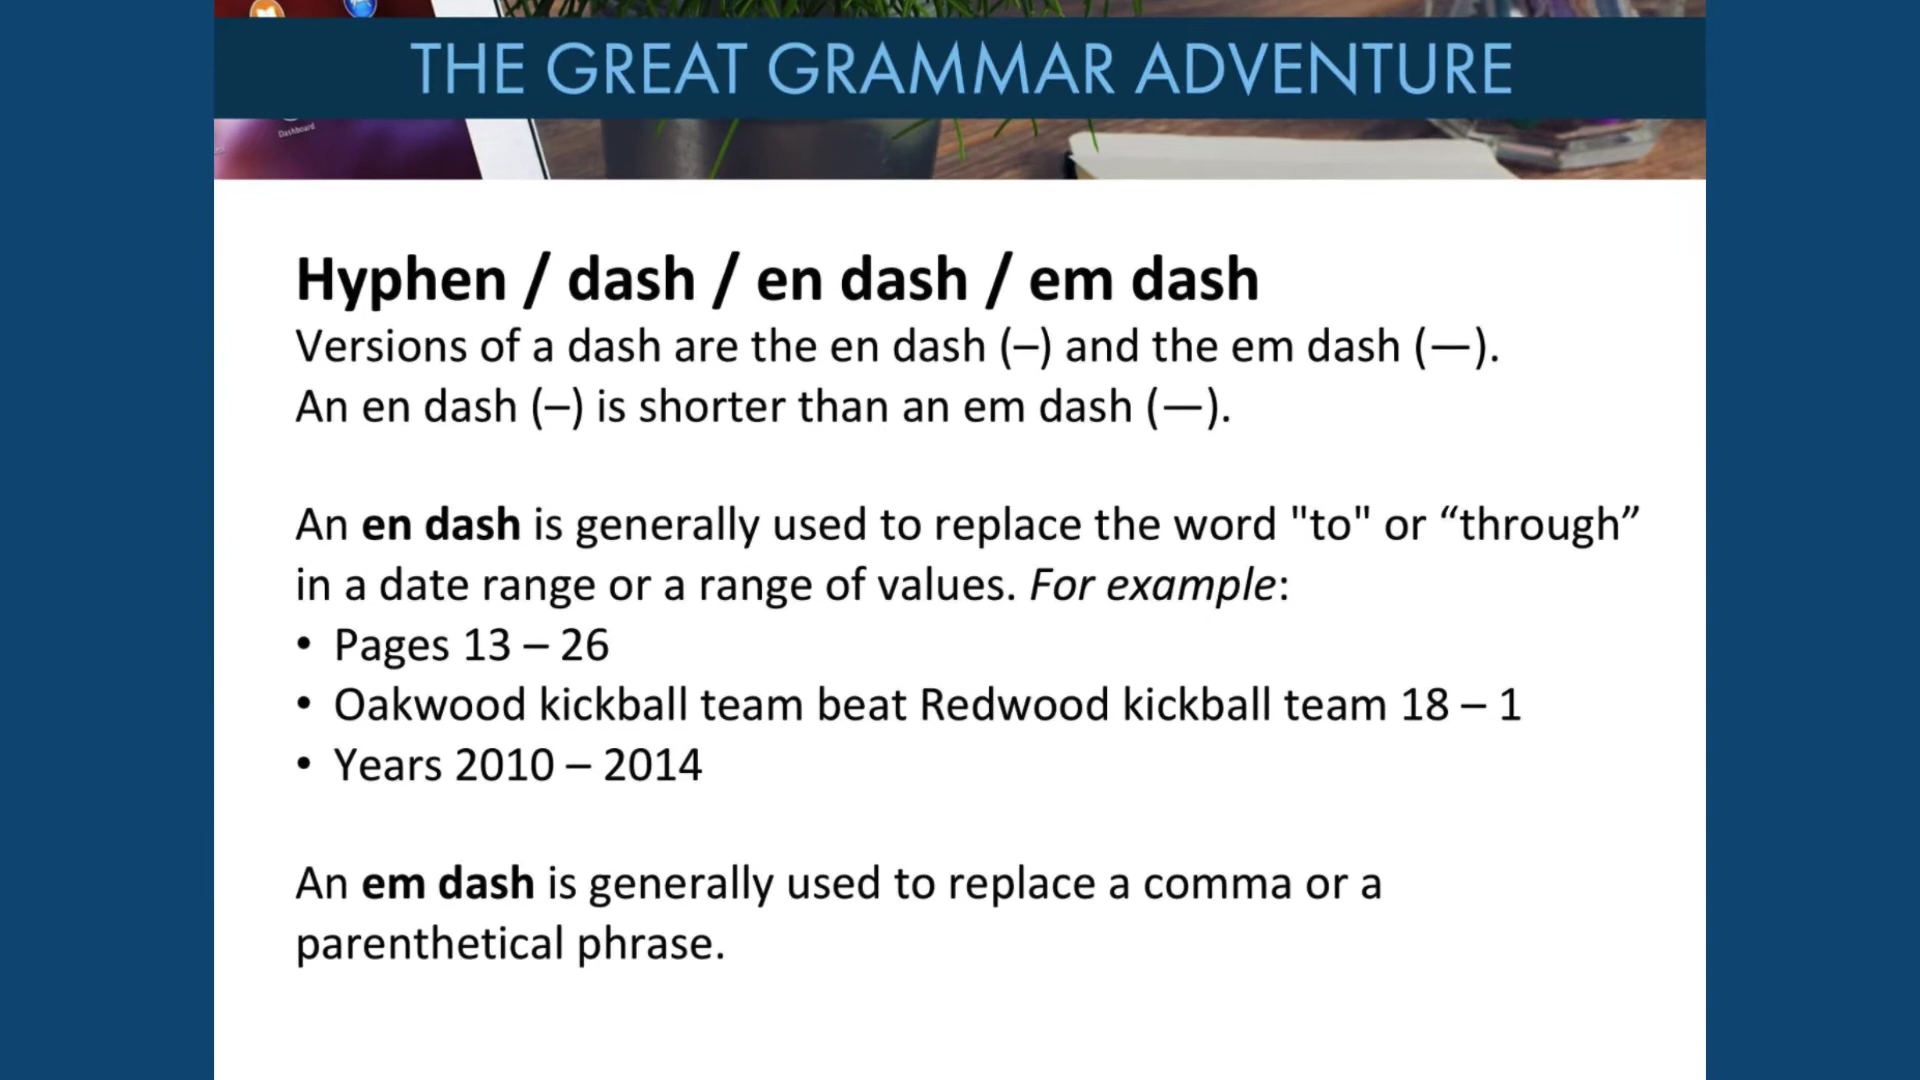 THE GREAT GRAMMAR ADVENTURE
Dashboard
Hyphen / dash / en dash / em dash
Versions of a dash are the en dash (–) and the em dash (—).
An en dash (–) is shorter than an em dash (—).
An en dash is generally used to replace the word "to" or “through”
in a date range or a range of values. For example:
• Pages 13 – 26
• Oakwood kickball team beat Redwood kickball team 18 – 1
• Years 2010 – 2014
An em dash is generally used to replace a comma or a
parenthetical phrase.